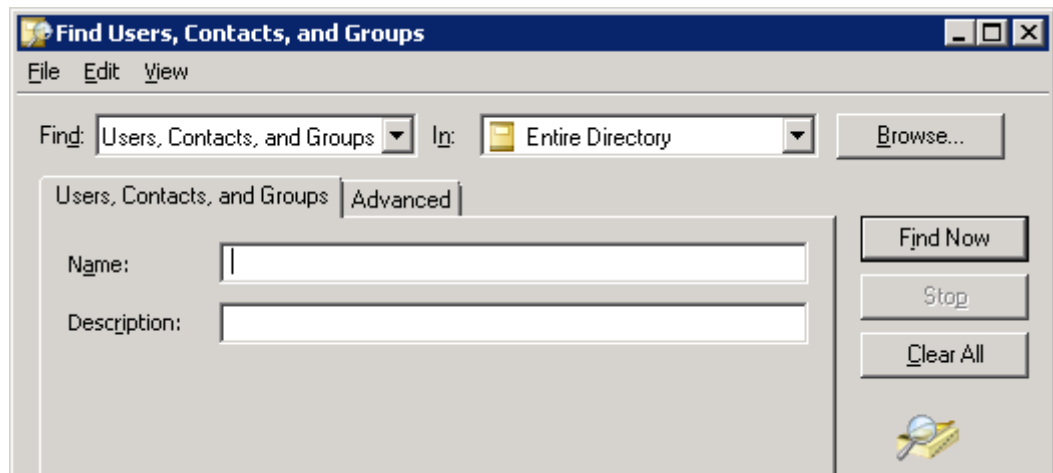 Find Users, Contacts, and Groups
File Edit View
Find: Users, Contacts, and Groups In: Entire Directory Browse...
Users, Contacts, and Groups Advanced
Name:
Description:
Find Now
Stop
Clear All